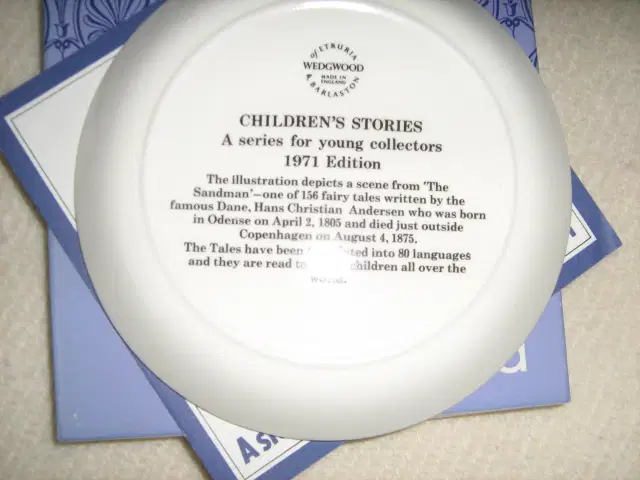 of ETRURIA
WEDGWOOD
MADE IN
ENGLAND
& BARLASTON
CHILDREN'S STORIES
A series for young collectors
1971 Edition
The illustration depicts a scene from 'The
Sandman'—one of 156 fairy tales written by the
famous Dane, Hans Christian Andersen who was born
in Odense on April 2, 1805 and died just outside
Copenhagen on August 4, 1875.
The Tales have been into 80 languages
and they are read to children all over the
world.
A